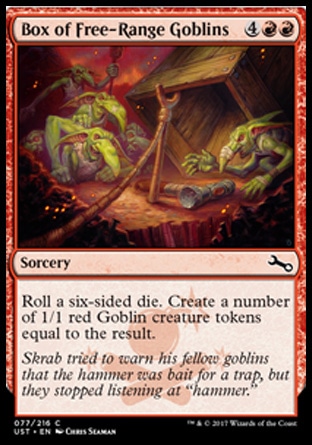 Box of Free-Range Goblins 4
Sorcery
Roll a six-sided die. Create a number
of 1/1 red Goblin creature tokens
equal to the result.
Skrab tried to warn his fellow goblins
that the hammer was bait for a trap, but
they stopped listening at “hammer.”
077/216 C
UST • EN Chris Seaman
™ & © 2017 Wizards of the Coast